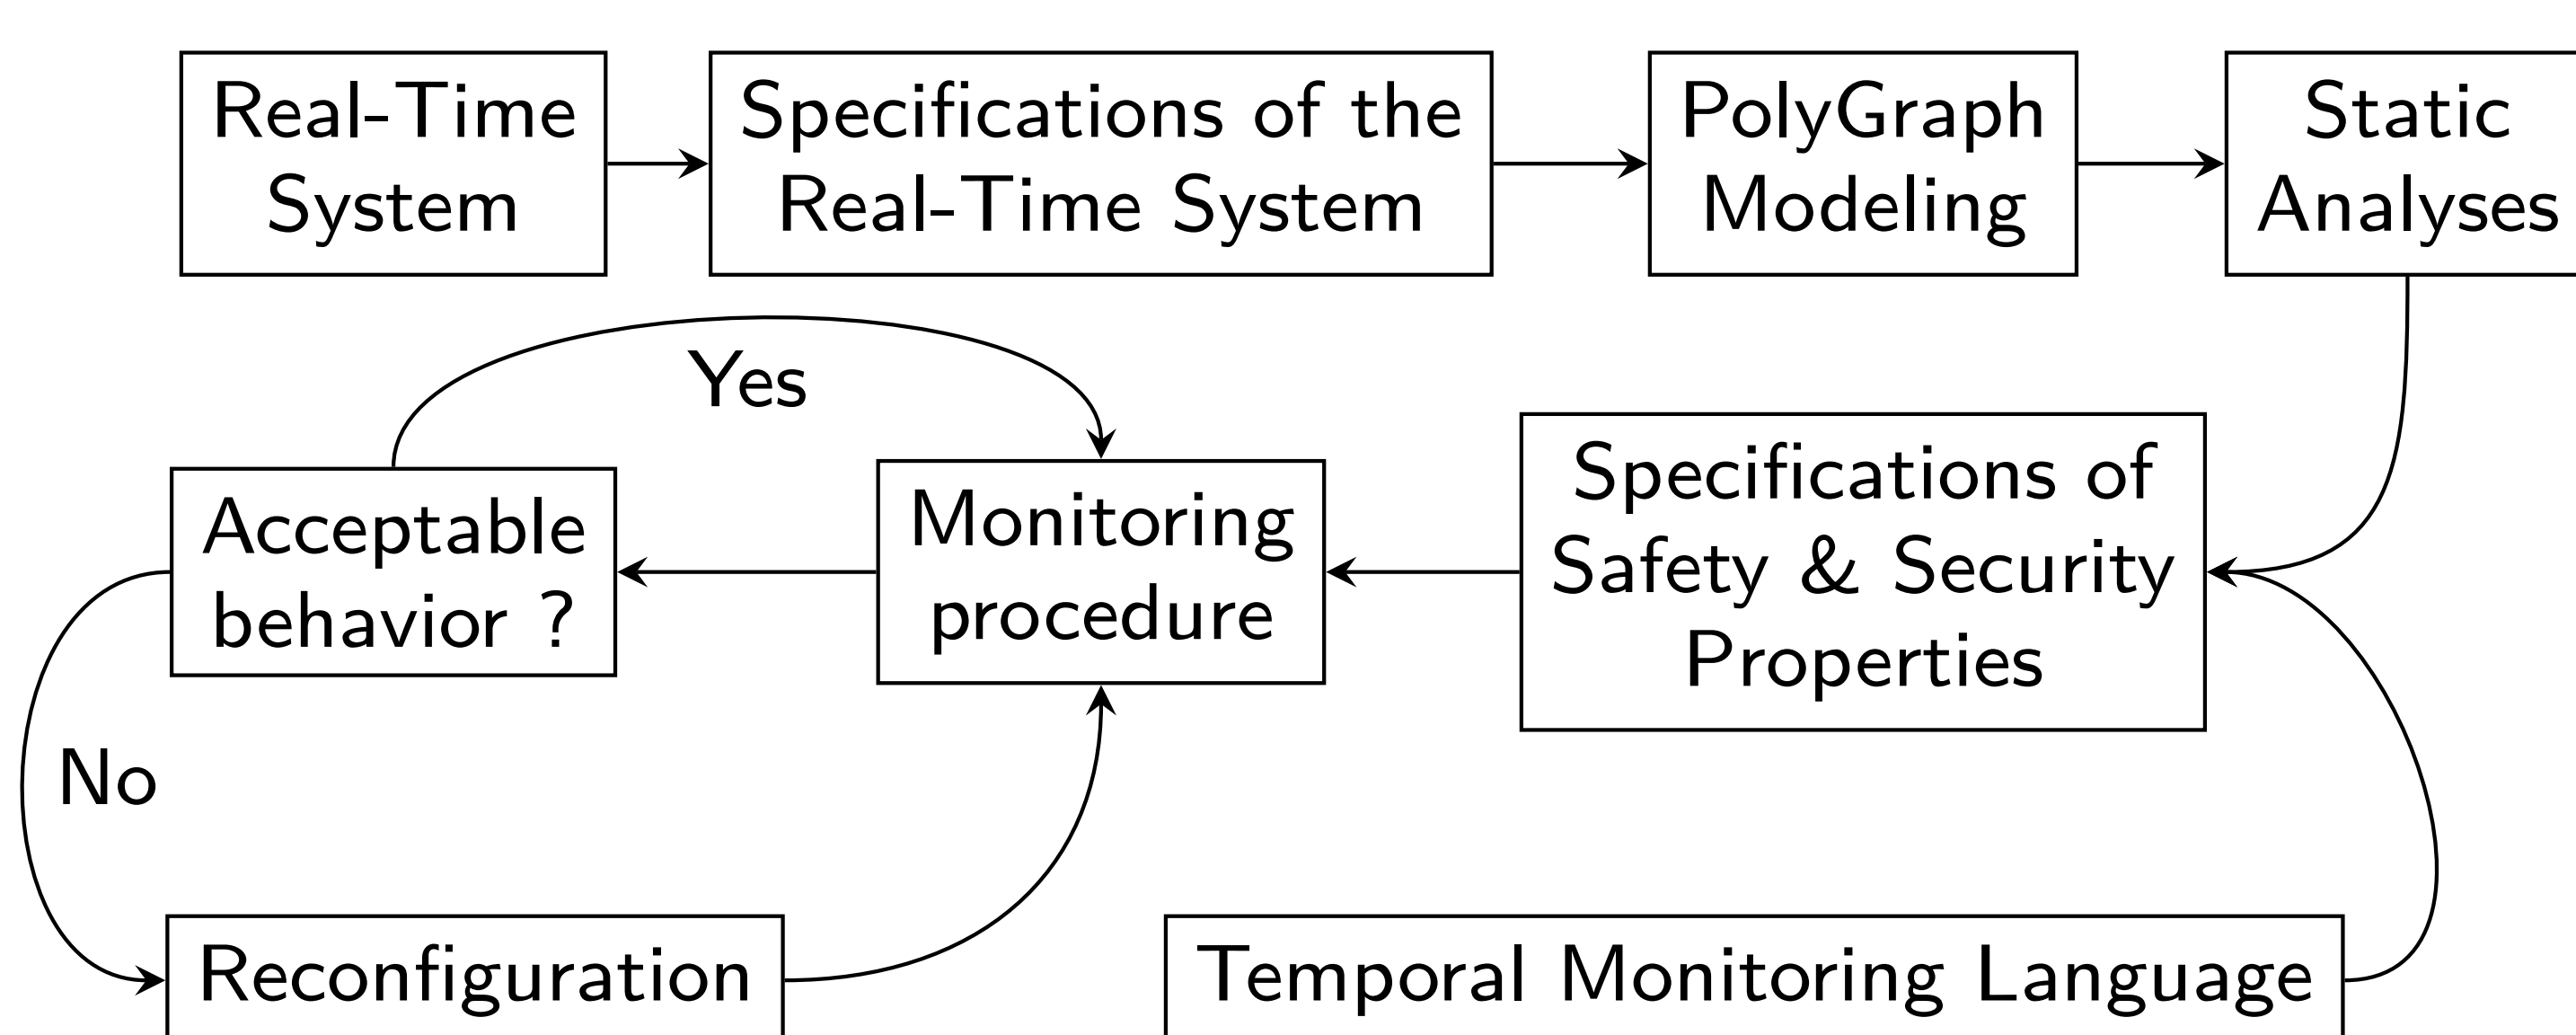 Real-Time
System
Specifications of the
Real-Time System
PolyGraph
Modeling
Static
Analyses
Yes
Acceptable
behavior ?
Monitoring
procedure
Specifications of
Safety & Security
Properties
No
Reconfiguration
Temporal Monitoring Language